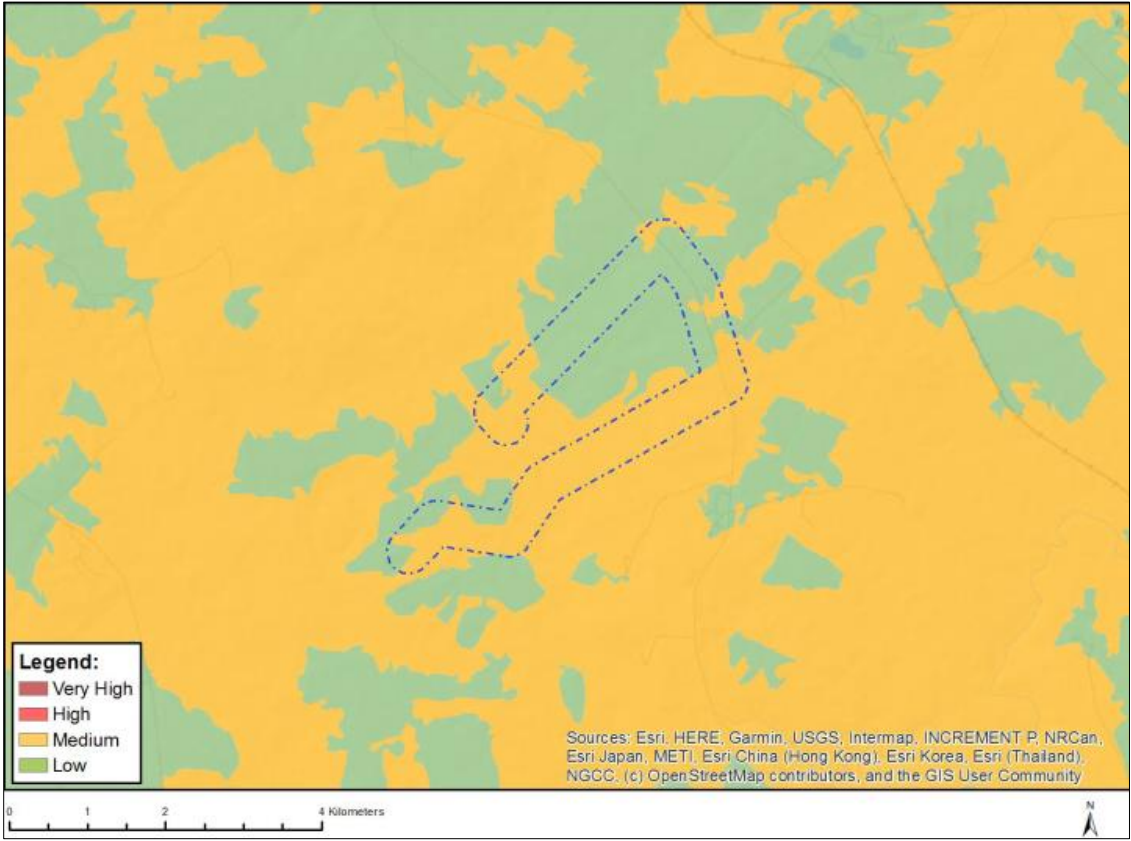 Legend:
Very High
High
Medium
Low
Sources: Esri, HERE, Garmin, USGS, Intermap, INCREMENT P, NRCan,
Esri Japan, METI, Esri China (Hong Kong), Esri Korea, Esri (Thailand),
NGCC, (c) OpenStreetMap contributors, and the GIS User Community
0 1 2 4 Kilometers
N